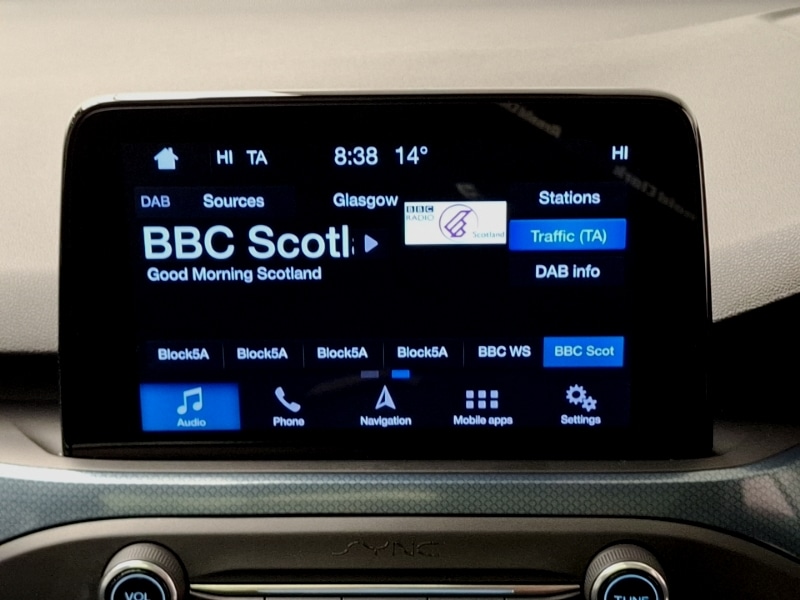 HI TA 8:38 14° HI
DAB Sources Glasgow Stations
BBC
RADIO
Scotland
BBC Scotl
Traffic (TA)
Good Morning Scotland
DAB info
Block5A Block5A Block5A Block5A BBC WS BBC Scot
Audio Phone Navigation Mobile apps Settings
SYNC
VOL TUNE